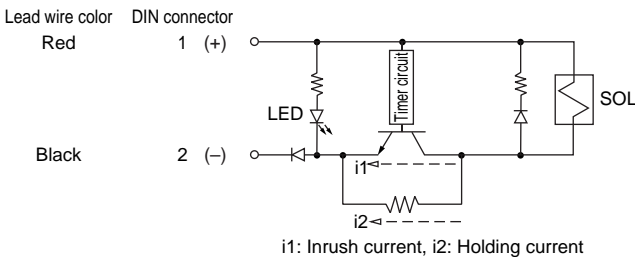 Lead wire color DIN connector
Red 1 (+)
Timer circuit
LED
SOL
Black 2 (–)
i1
i2
i1: Inrush current, i2: Holding current